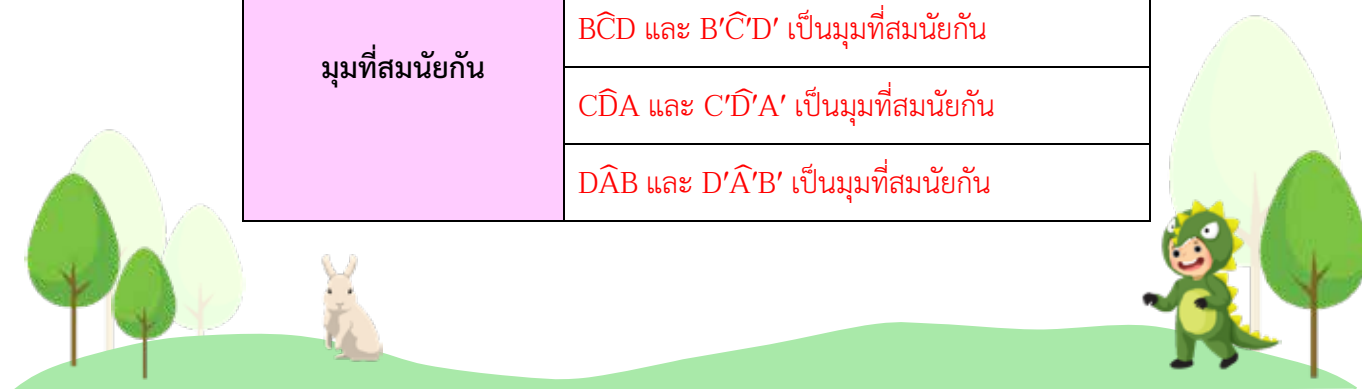 BĈD และ B′Ĉ′D′ เป็นมุมที่สมนัยกัน
มุมที่สมนัยกัน
CD̂A และ C′D̂′A′ เป็นมุมที่สมนัยกัน
DÂB และ D′Â′B′ เป็นมุมที่สมนัยกัน